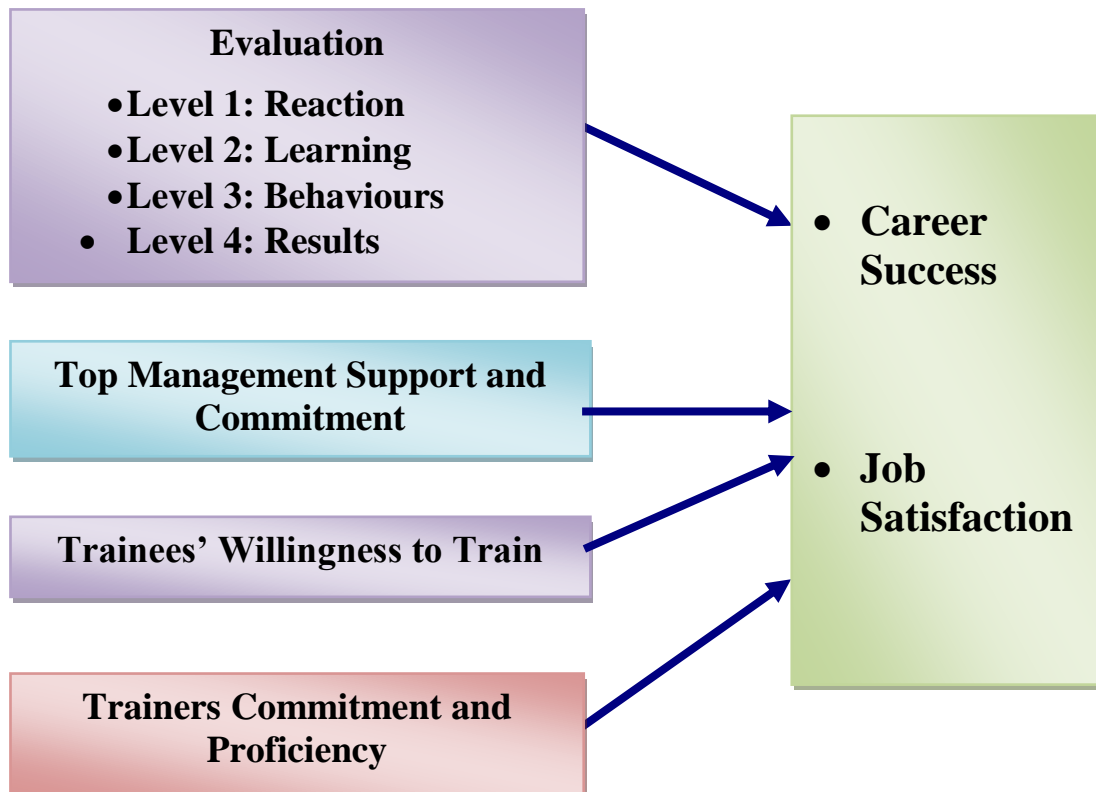 Evaluation
•Level 1: Reaction
•Level 2: Learning
•Level 3: Behaviours
• Level 4: Results
Top Management Support and
Commitment
Trainees’ Willingness to Train
Trainers Commitment and
Proficiency
• Career
Success
• Job
Satisfaction